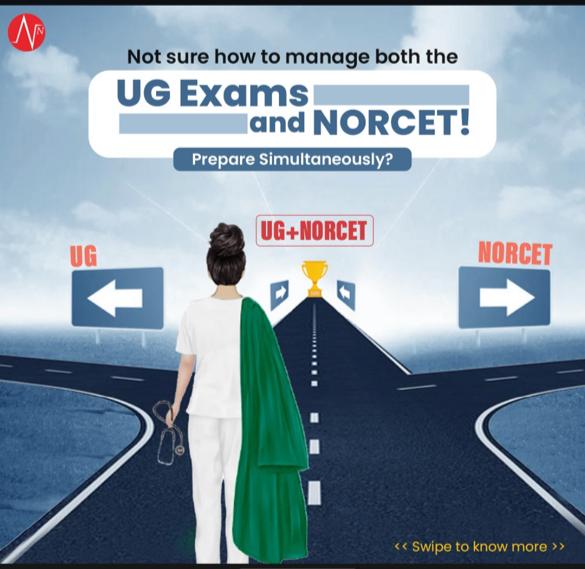 Not sure how to manage both the
UG Exams
and NORCET!
Prepare Simultaneously?
UG+NORCET
UG
NORCET
<< Swipe to know more >>